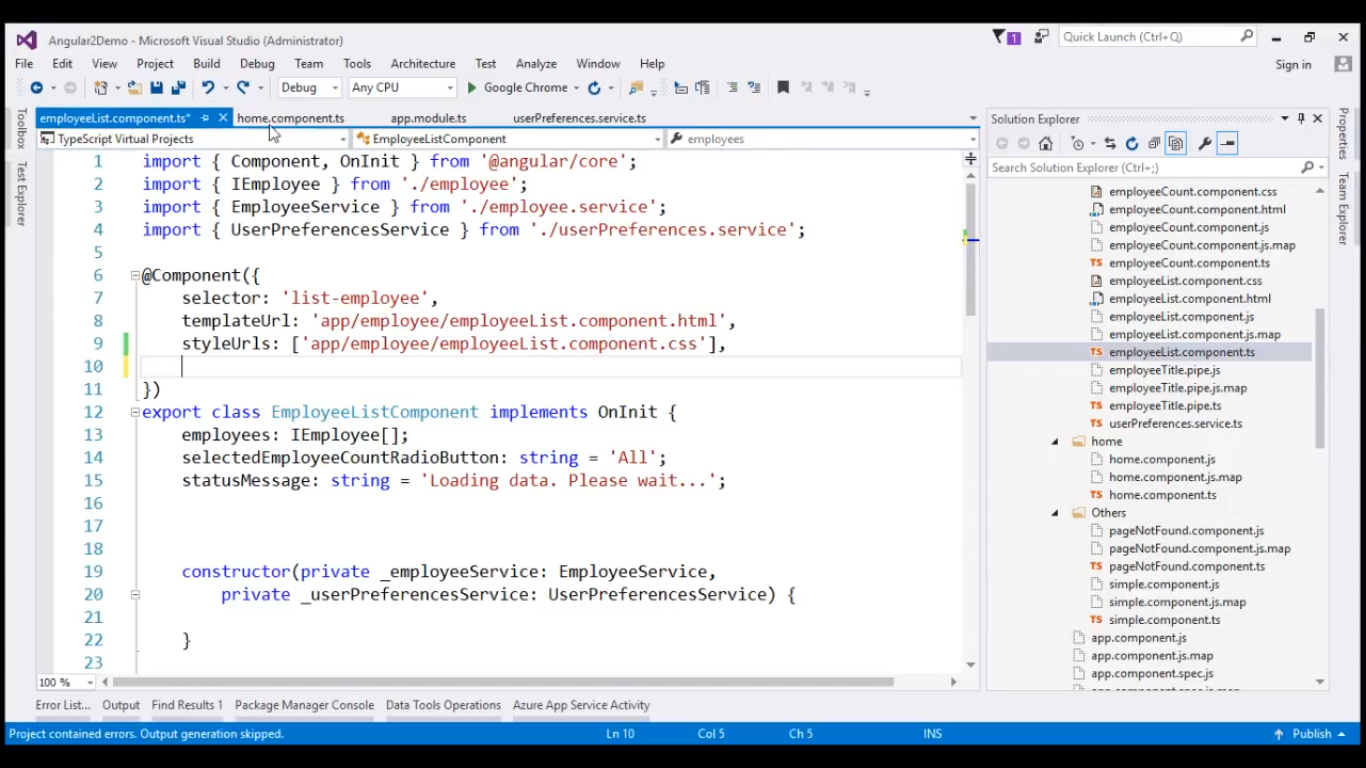 Angular2Demo - Microsoft Visual Studio (Administrator)
1
Quick Launch (Ctrl+Q)
File Edit View Project Build Debug Team Tools Architecture Test Analyze Window Help
Sign in
Debug Any CPU Google Chrome
Toolbox
Test Explorer
employeeList.component.ts* home.component.ts app.module.ts userPreferences.service.ts
TypeScript Virtual Projects EmployeeListComponent employees
1 import { Component, OnInit } from '@angular/core';
2 import { IEmployee } from './employee';
3 import { EmployeeService } from './employee.service';
4 import { UserPreferencesService } from './userPreferences.service';
5
6 @Component({
7 selector: 'list-employee',
8 templateUrl: 'app/employee/employeeList.component.html',
9 styleUrls: ['app/employee/employeeList.component.css'],
10
11 })
12 export class EmployeeListComponent implements OnInit {
13 employees: IEmployee[];
14 selectedEmployeeCountRadioButton: string = 'All';
15 statusMessage: string = 'Loading data. Please wait...';
16
17
18
19 constructor(private _employeeService: EmployeeService,
20 private _userPreferencesService: UserPreferencesService) {
21
22 }
23
100 %
Solution Explorer
Search Solution Explorer (Ctrl+;)
employeeCount.component.css
employeeCount.component.html
employeeCount.component.js
employeeCount.component.js.map
TS employeeCount.component.ts
employeeList.component.css
employeeList.component.html
employeeList.component.js
employeeList.component.js.map
TS employeeList.component.ts
employeeTitle.pipe.js
employeeTitle.pipe.js.map
TS employeeTitle.pipe.ts
TS userPreferences.service.ts
home
home.component.js
home.component.js.map
TS home.component.ts
Others
pageNotFound.component.js
pageNotFound.component.js.map
TS pageNotFound.component.ts
simple.component.js
simple.component.js.map
TS simple.component.ts
app.component.js
app.component.js.map
app.component.spec.js
Properties
Team Explorer
Error List... Output Find Results 1 Package Manager Console Data Tools Operations Azure App Service Activity
Project contained errors. Output generation skipped. Ln 10 Col 5 Ch 5 INS Publish